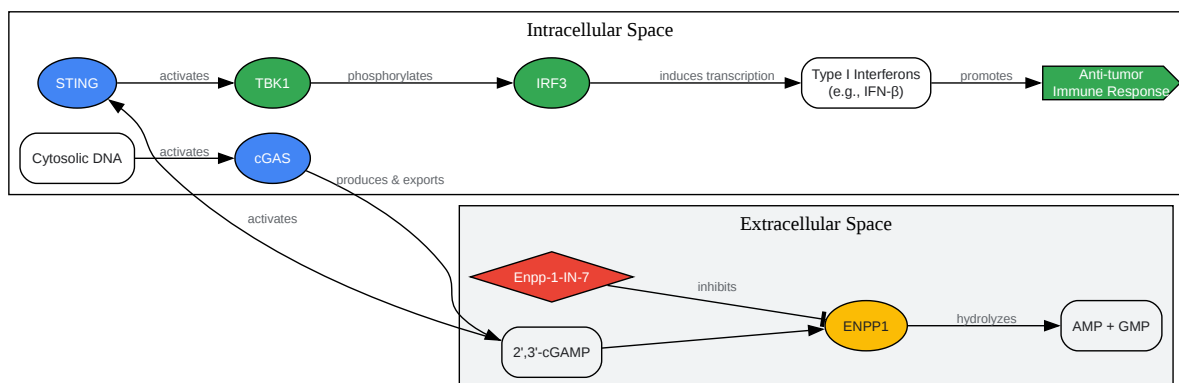 Intracellular Space
STING
activates
TBK1
phosphorylates
IRF3
induces transcription
Type I Interferons
(e.g., IFN-β)
promotes
Anti-tumor
Immune Response
Cytosolic DNA
activates
cGAS
produces & exports
activates
Extracellular Space
Enpp-1-IN-7
inhibits
2',3'-cGAMP
ENPP1
hydrolyzes
AMP + GMP